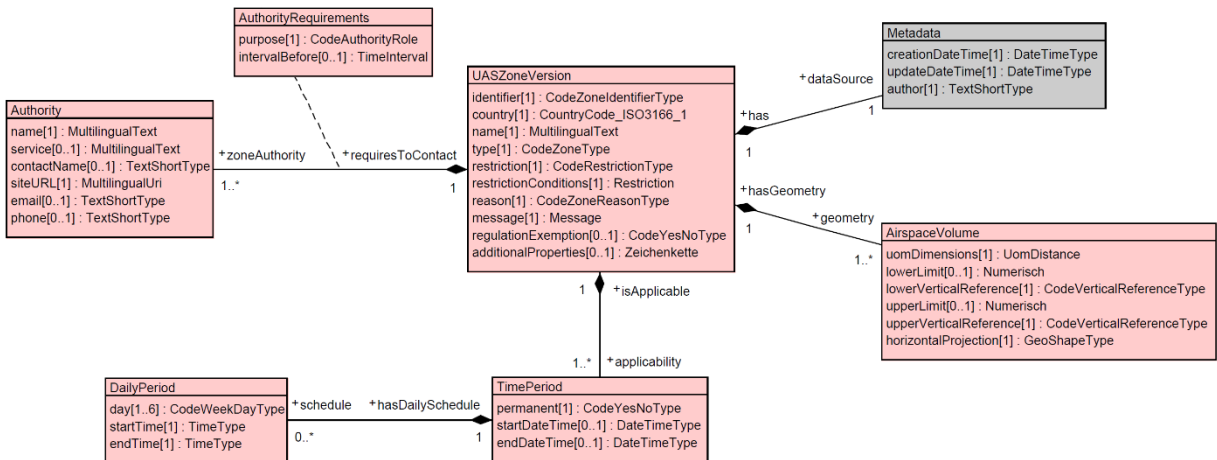 AuthorityRequirements
purpose[1] : CodeAuthorityRole
intervalBefore[0..1] : TimeInterval
Authority
name[1] : MultilingualText
service[0..1] : MultilingualText
contactName[0..1] : TextShortType
siteURL[1] : MultilingualUri
email[0..1] : TextShortType
phone[0..1] : TextShortType
+zoneAuthority
1..*
+requiresToContact
1
UASZoneVersion
identifier[1] : CodeZoneIdentifierType
country[1] : CountryCode_ISO3166_1
name[1] : MultilingualText
type[1] : CodeZoneType
restriction[1] : CodeRestrictionType
restrictionConditions[1] : Restriction
reason[1] : CodeZoneReasonType
message[1] : Message
regulationExemption[0..1] : CodeYesNoType
additionalProperties[0..1] : Zeichenkette
+dataSource
1
+has
1
Metadata
creationDateTime[1] : DateTimeType
updateDateTime[1] : DateTimeType
author[1] : TextShortType
+hasGeometry
1
+geometry
1..*
AirspaceVolume
uomDimensions[1] : UomDistance
lowerLimit[0..1] : Numerisch
lowerVerticalReference[1] : CodeVerticalReferenceType
upperLimit[0..1] : Numerisch
upperVerticalReference[1] : CodeVerticalReferenceType
horizontalProjection[1] : GeoShapeType
1
+isApplicable
1..*
+applicability
DailyPeriod
day[1..6] : CodeWeekDayType
startTime[1] : TimeType
endTime[1] : TimeType
+schedule
0..*
+hasDailySchedule
1
TimePeriod
permanent[1] : CodeYesNoType
startDateTime[0..1] : DateTimeType
endDateTime[0..1] : DateTimeType